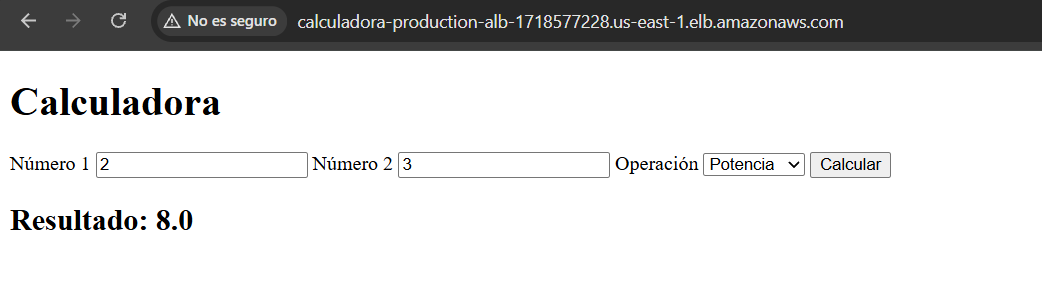 No es seguro calculadora-production-alb-1718577228.us-east-1.elb.amazonaws.com
Calculadora
Número 1 2 Número 2 3 Operación Potencia Calcular
Resultado: 8.0